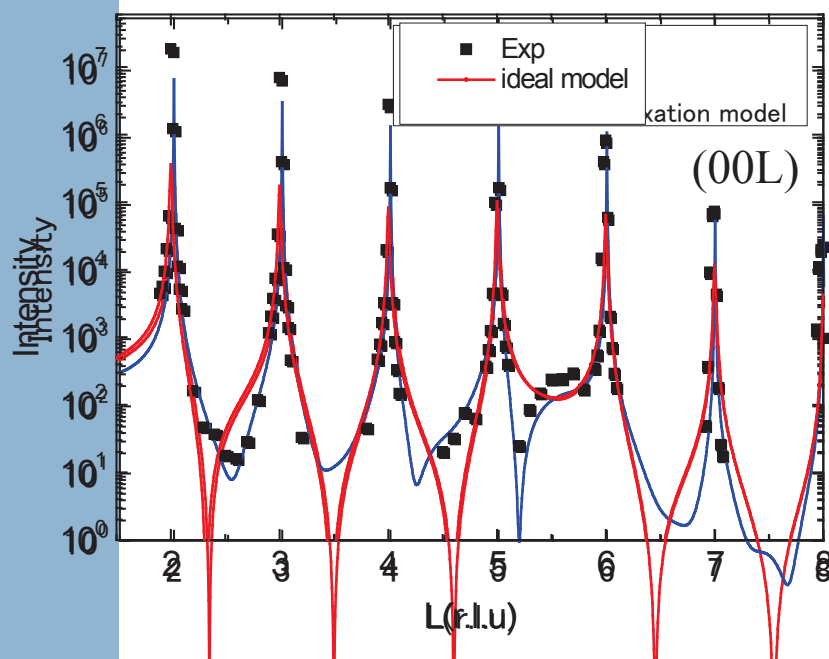 Intensity
Intensity
10^7
10^6
10^5
10^4
10^3
10^2
10^1
10^0
Exp
ideal model
xation model
(00L)
2 3 4 5 6 7 8
L(r.l.u)